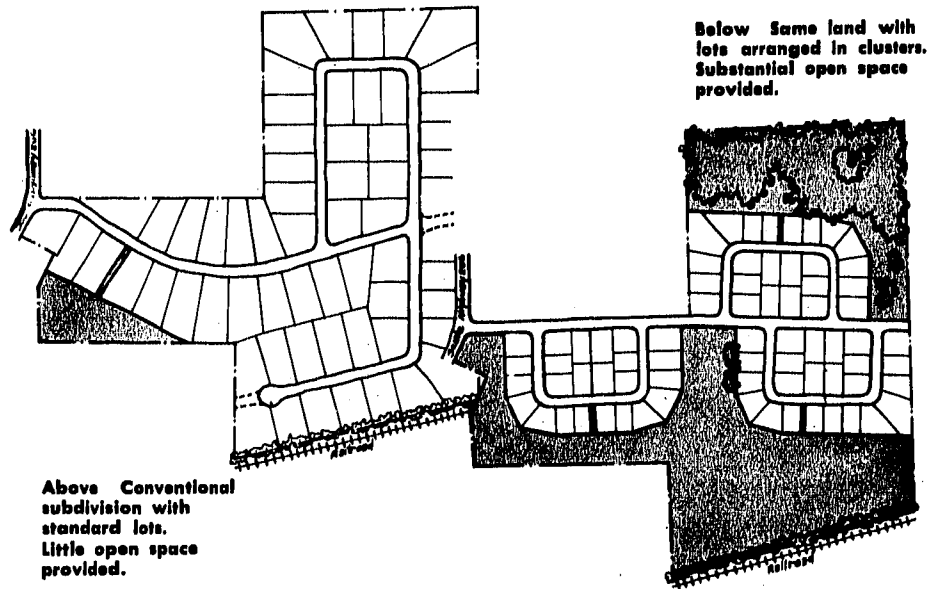 Below Same land with
lots arranged in clusters.
Substantial open space
provided.
Railroad
Above Conventional
subdivision with
standard lots.
Little open space
provided.
Railroad